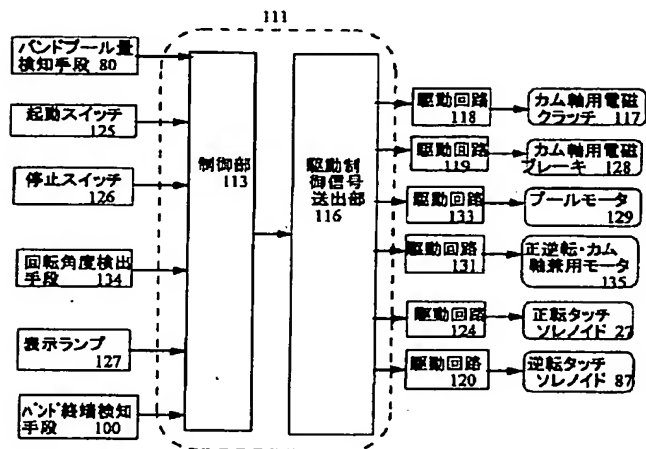 111
バンドプール量
検知手段 80
起動スイッチ
125
停止スイッチ
126
回転角度検出
手段 134
表示ランプ
127
バンド終端検知
手段 100
制御部
113
駆動制
御信号
送出部
116
駆動回路
118
駆動回路
119
駆動回路
133
駆動回路
131
駆動回路
124
駆動回路
120
カム軸用電磁
クラッチ 117
カム軸用電磁
ブレーキ 128
プールモータ
129
正逆転・カム
軸兼用モータ
135
正転タッチ
ソレノイド 27
逆転タッチ
ソレノイド 87